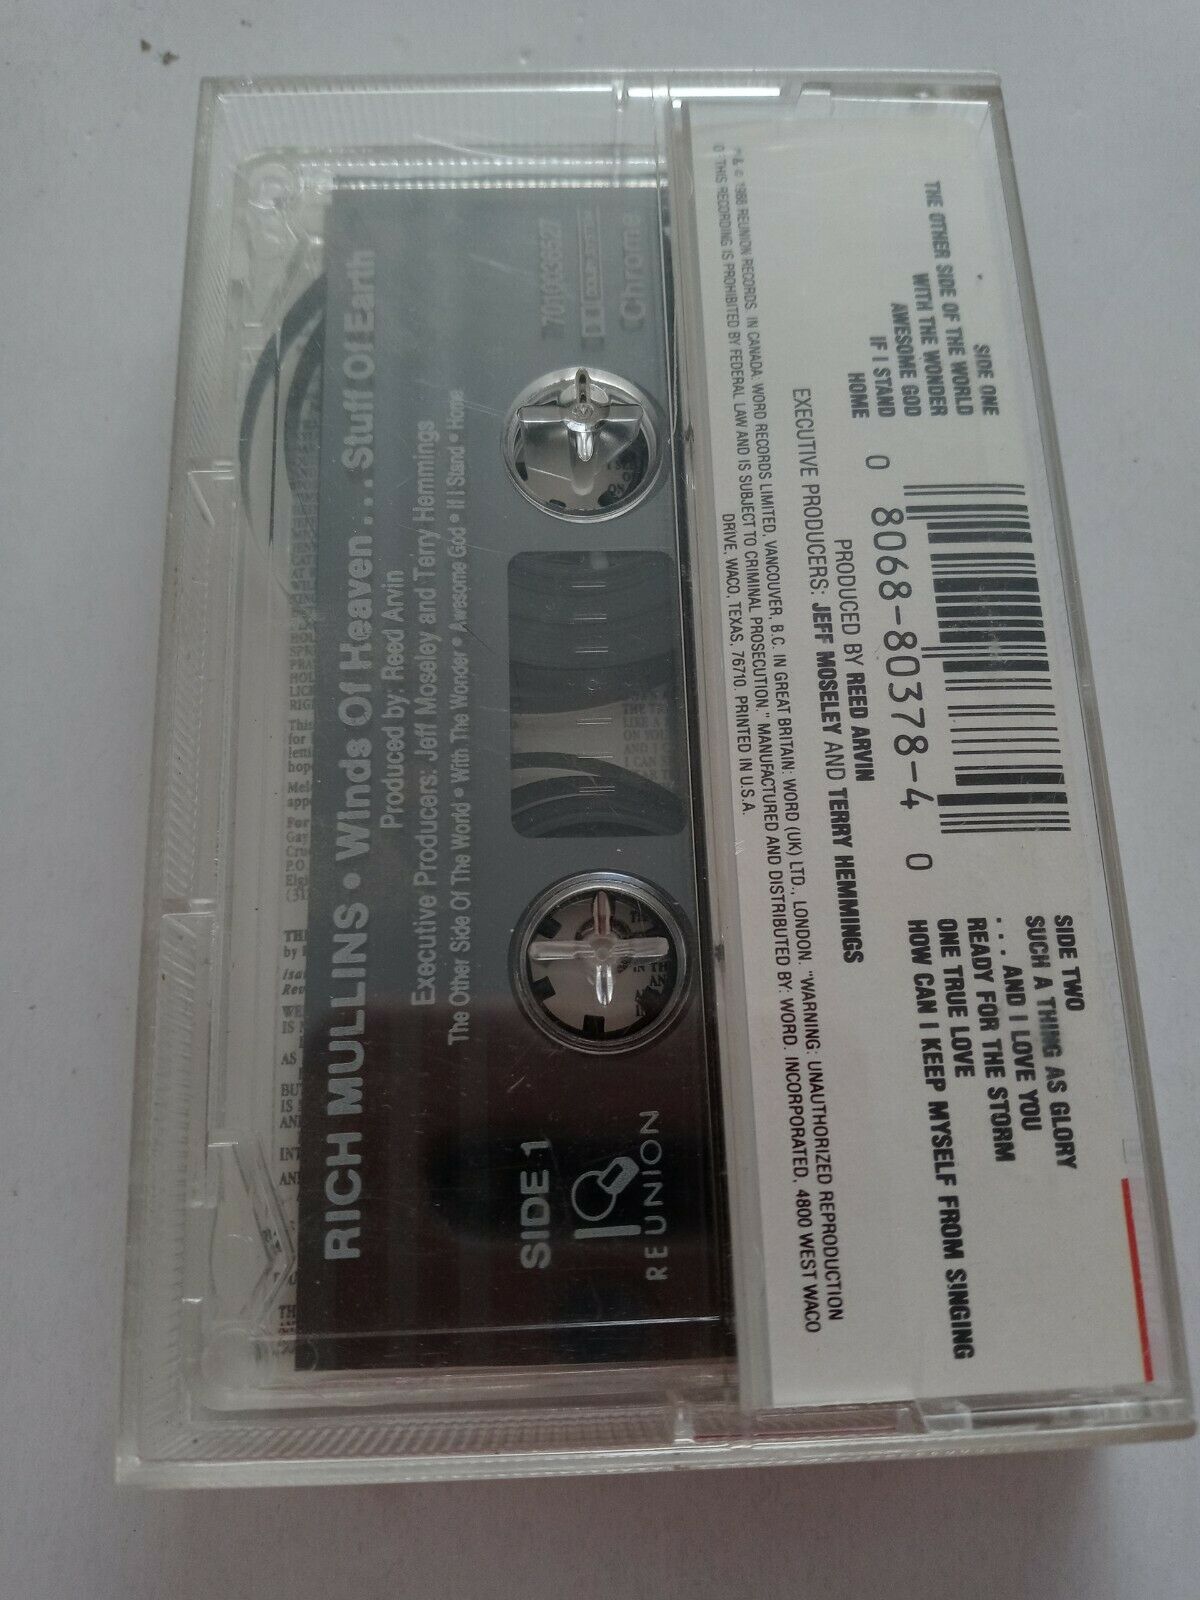 SIDE ONE
THE OTHER SIDE OF THE WORLD
WITH THE WONDER
AWESOME GOD
IF I STAND
HOME
0 8068-80378-4 0
SIDE TWO
SUCH A THING AS GLORY
. . . AND I LOVE YOU
READY FOR THE STORM
ONE TRUE LOVE
HOW CAN I KEEP MYSELF FROM SINGING
PRODUCED BY REED ARVIN
EXECUTIVE PRODUCERS: JEFF MOSELEY AND TERRY HEMMINGS
℗ & © 1988 REUNION RECORDS. IN CANADA: WORD RECORDS LIMITED, VANCOUVER, B.C. IN GREAT BRITAIN: WORD (UK) LTD., LONDON. "WARNING: UNAUTHORIZED REPRODUCTION
THIS RECORDING IS PROHIBITED BY FEDERAL LAW AND IS SUBJECT TO CRIMINAL PROSECUTION." MANUFACTURED AND DISTRIBUTED BY: WORD. INCORPORATED, 4800 WEST WACO
DRIVE, WACO, TEXAS, 76710. PRINTED IN U.S.A.
Chrome
REUNION
SIDE 1
The Other Side Of The World • With The Wonder • Awesome God • If I Stand • Home
Executive Producers: Jeff Moseley and Terry Hemmings
Produced by: Reed Arvin
RICH MULLINS • Winds Of Heaven . . . Stuff Of Earth